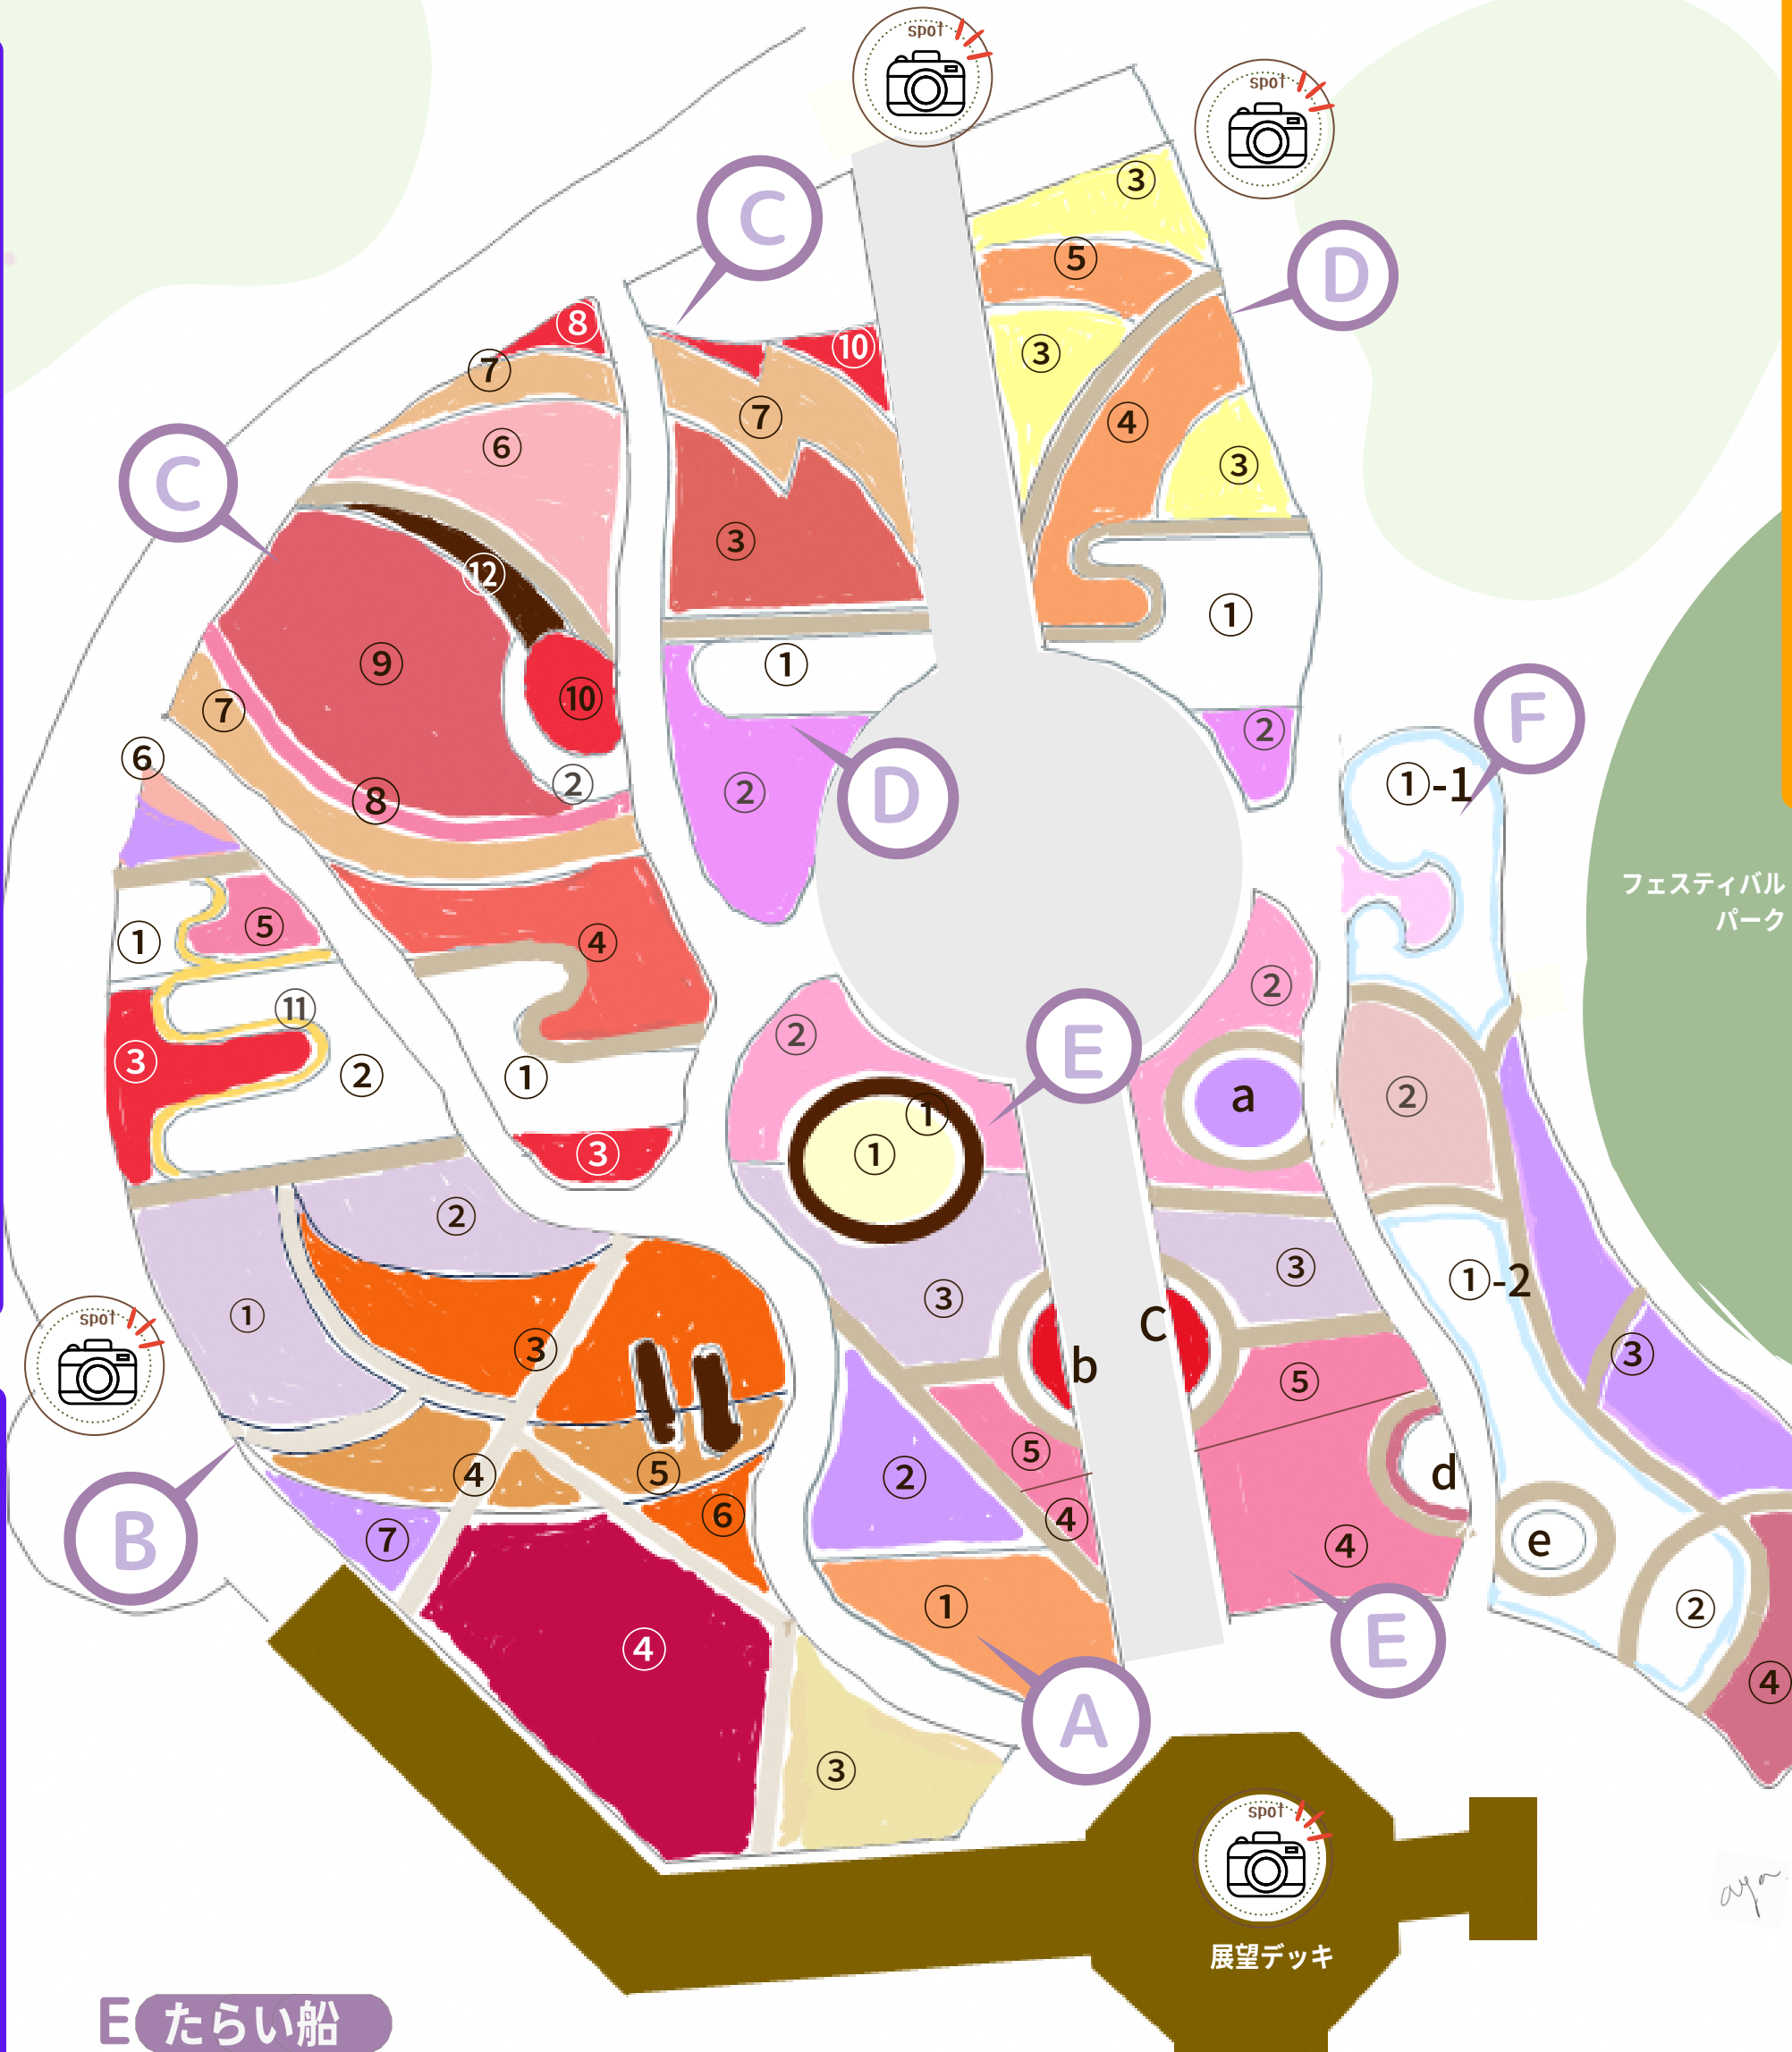 spot
spot
C
③
D
⑤
⑧
⑩
⑦
③
⑦
④
⑥
③
C
③
⑫
①
⑨
①
⑩
⑦
②
F
⑥
②
①-1
⑧
②
D
フェスティバル
パーク
⑤
①
④
②
⑪
②
E
③
②
①
a
②
①
①
③
②
③
①-2
③
①
spot
③
c
③
b
⑤
⑤
④
⑤
②
d
⑥
④
B
⑦
④
e
①
②
④
E
④
A
③
spot
aya
展望デッキ
E たらい船